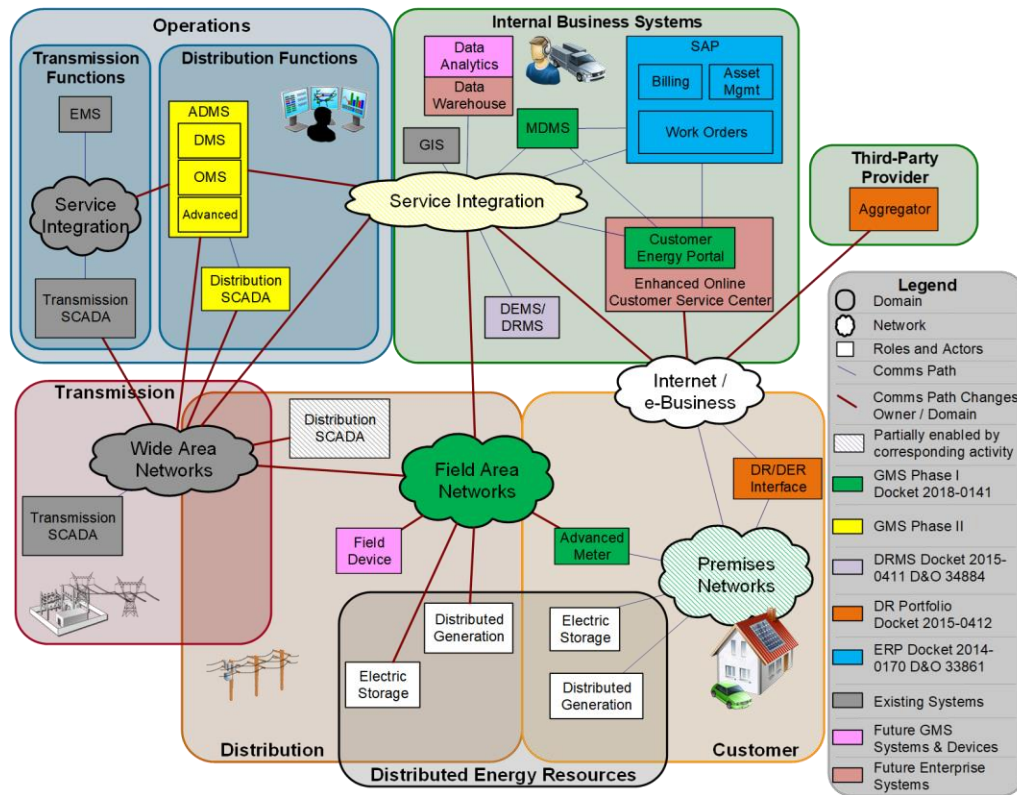 Operations
Transmission
Functions
EMS
Service
Integration
Transmission
SCADA
Distribution Functions
ADMS
DMS
OMS
Advanced
Distribution
SCADA
Internal Business Systems
Data
Analytics
Data
Warehouse
GIS
MDMS
SAP
Billing
Asset
Mgmt
Work Orders
Service Integration
Customer
Energy Portal
Enhanced Online
Customer Service Center
DEMS/
DRMS
Third-Party
Provider
Aggregator
Transmission
Wide Area
Networks
Transmission
SCADA
Distribution
SCADA
Field Area
Networks
Field
Device
Advanced
Meter
Internet /
e-Business
DR/DER
Interface
Premises
Networks
Distributed
Generation
Electric
Storage
Electric
Storage
Distributed
Generation
Distribution
Customer
Distributed Energy Resources
Legend
Domain
Network
Roles and Actors
Comms Path
Comms Path Changes
Owner / Domain
Partially enabled by
corresponding activity
GMS Phase I
Docket 2018-0141
GMS Phase II
DRMS Docket 2015-
0411 D&O 34884
DR Portfolio
Docket 2015-0412
ERP Docket 2014-
0170 D&O 33861
Existing Systems
Future GMS
Systems & Devices
Future Enterprise
Systems